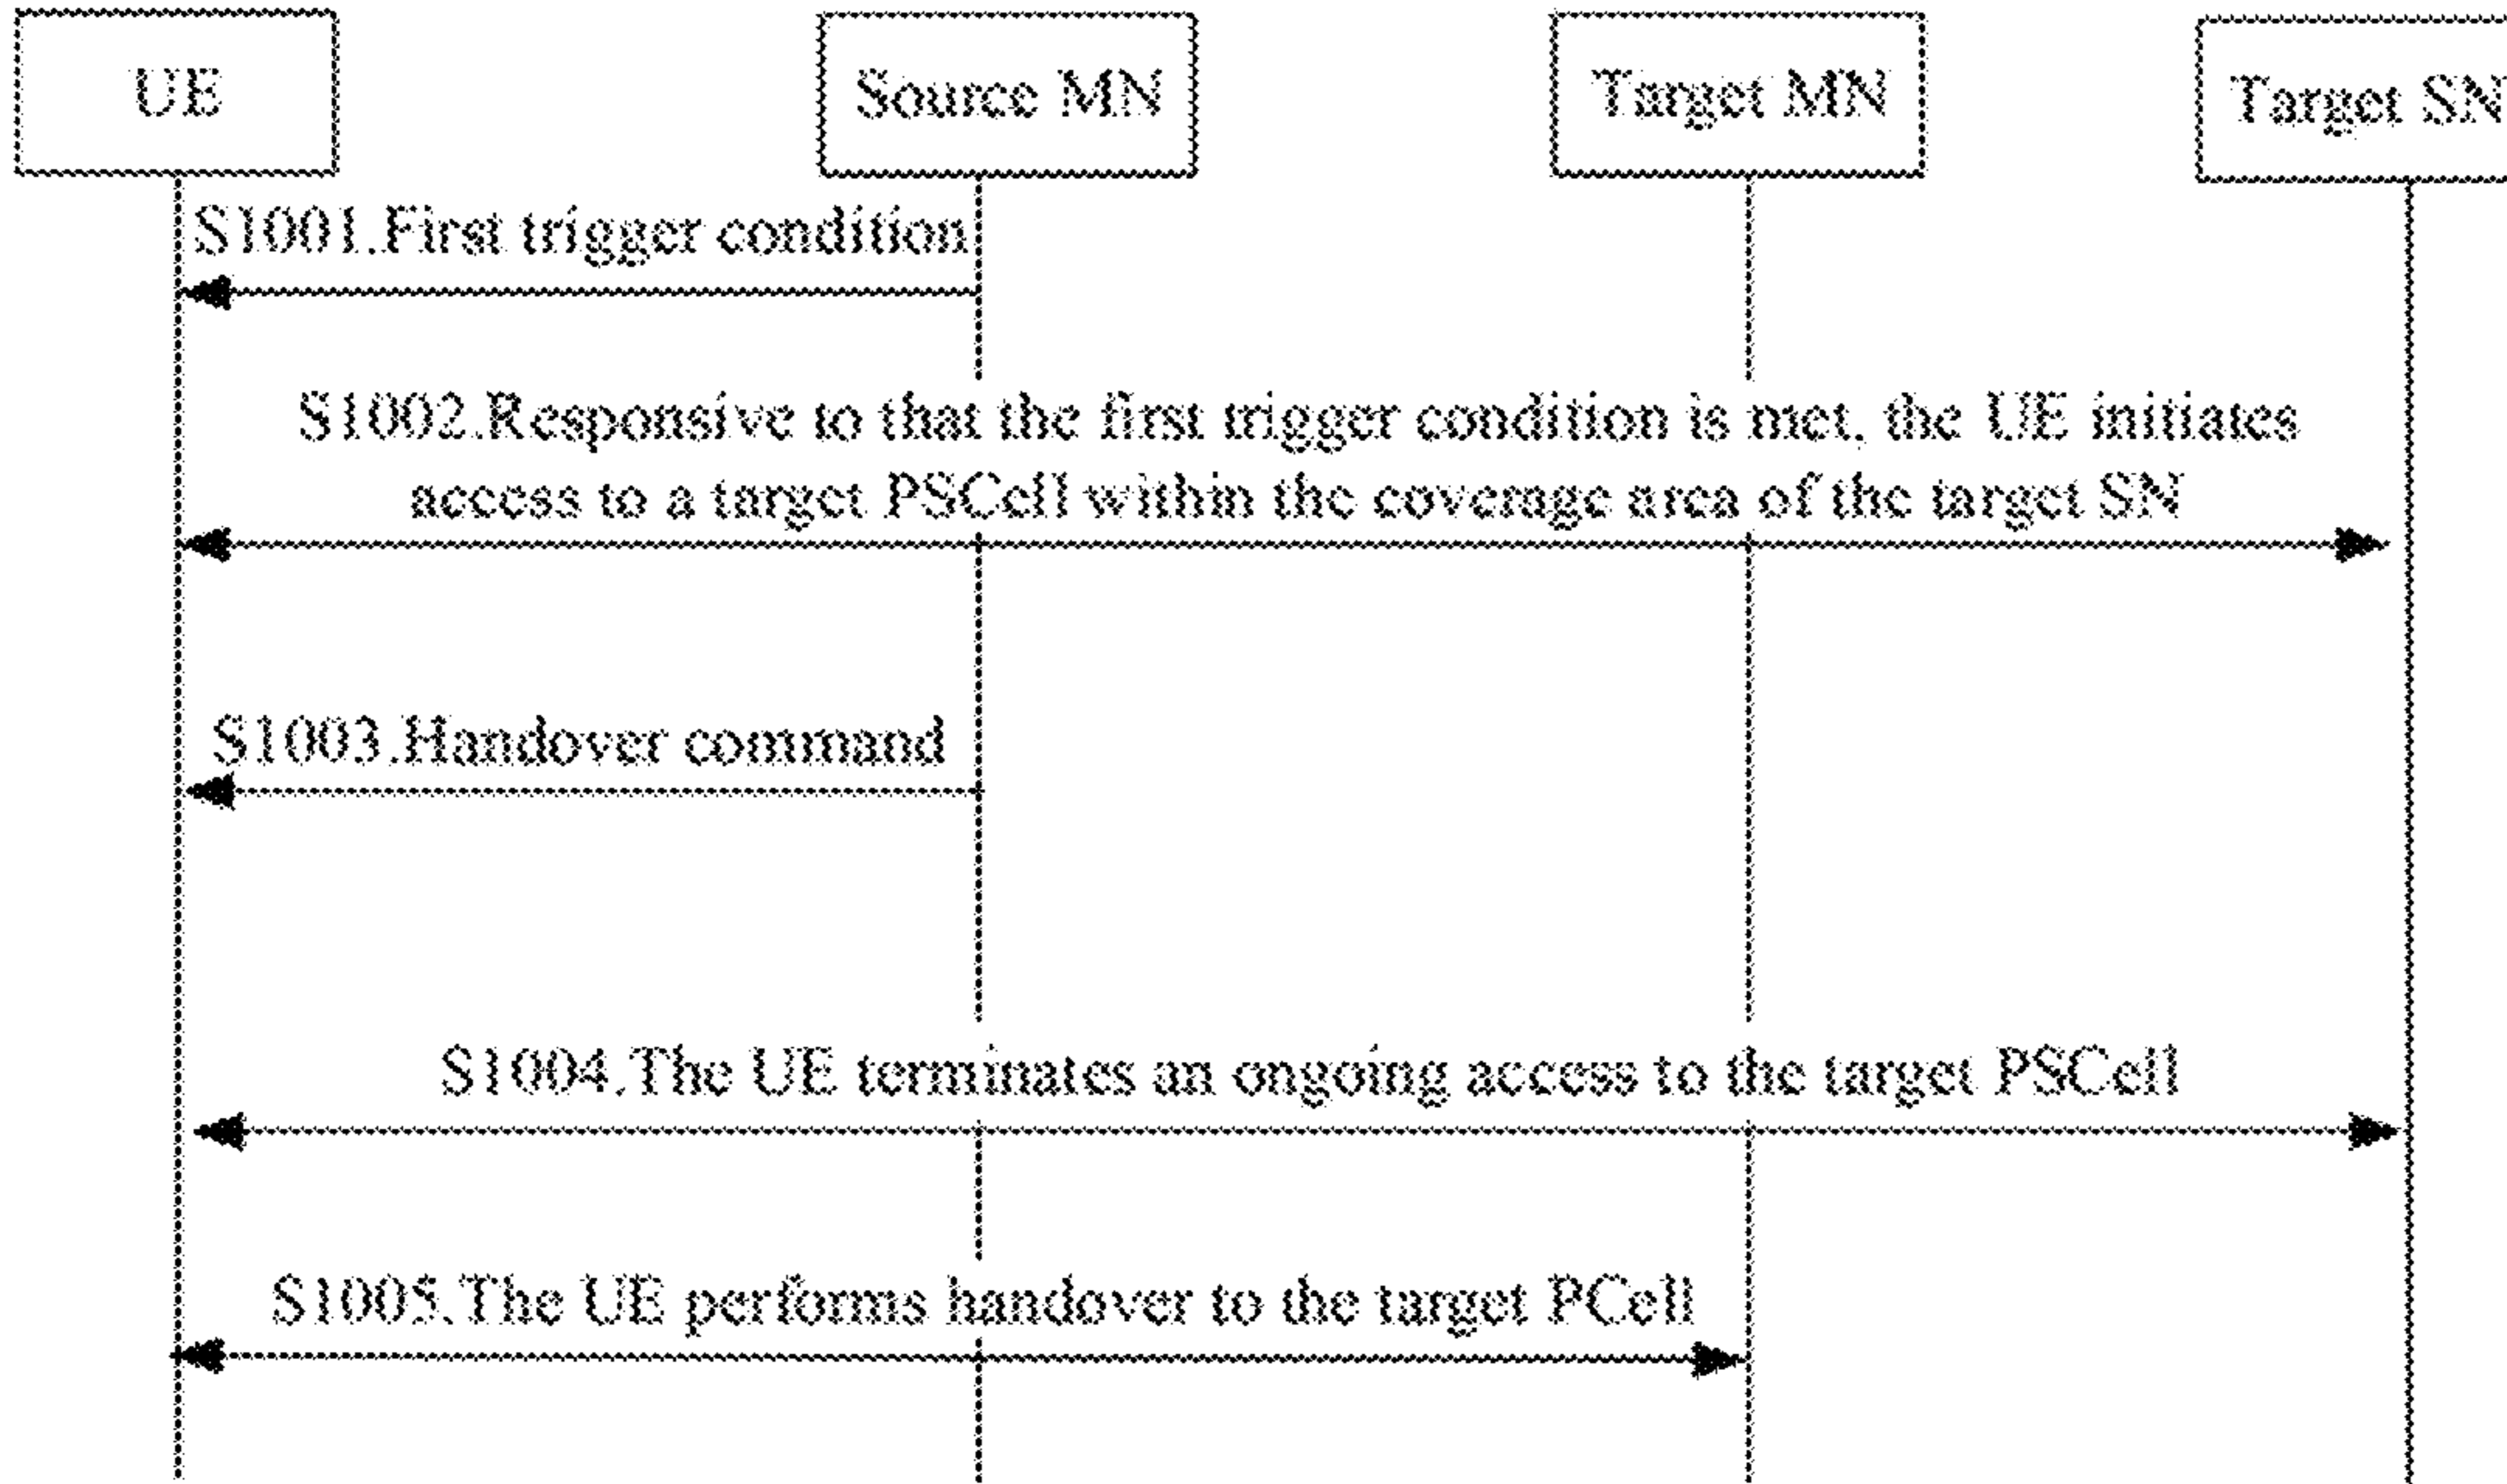 UE
Source MN
Target MN
Target SN
S1001.First trigger condition
S1002.Responsive to that the first trigger condition is met, the UE initiates
access to a target PSCell within the coverage area of the target SN
S1003.Handover command
S1004.The UE terminates an ongoing access to the target PSCell
S1005.The UE performs handover to the target PCell